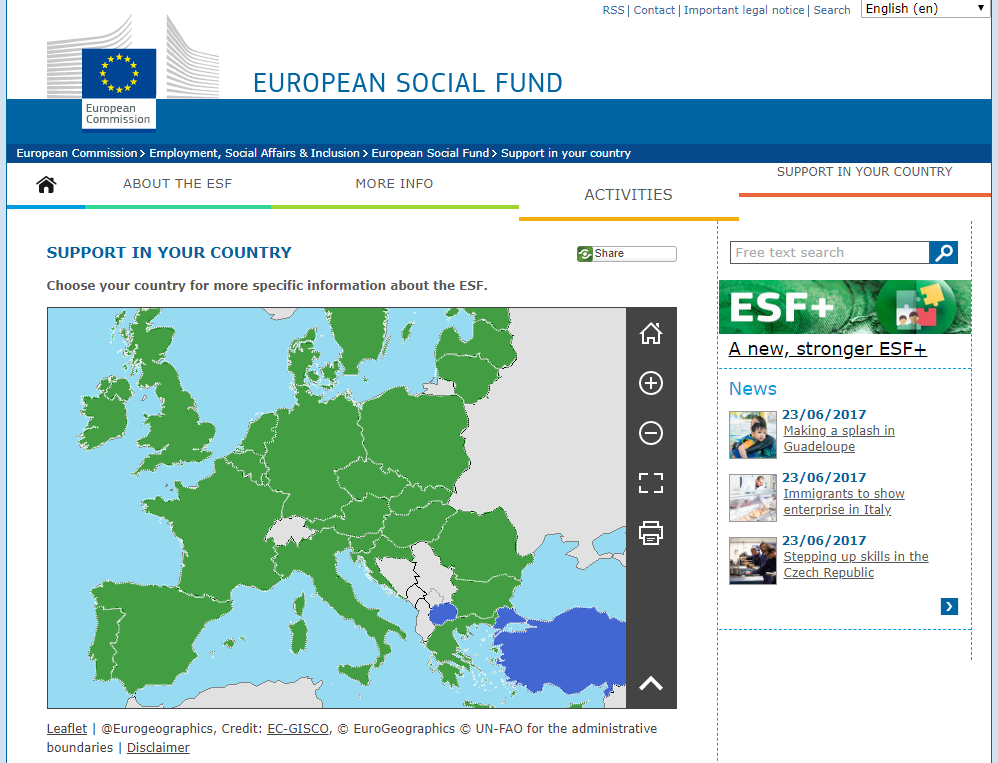 RSS | Contact | Important legal notice | Search
English (en)
European
Commission
EUROPEAN SOCIAL FUND
European Commission > Employment, Social Affairs & Inclusion > European Social Fund > Support in your country
ABOUT THE ESF
MORE INFO
ACTIVITIES
SUPPORT IN YOUR COUNTRY
SUPPORT IN YOUR COUNTRY
Share
Choose your country for more specific information about the ESF.
Leaflet | @Eurogeographics, Credit: EC-GISCO, © EuroGeographics © UN-FAO for the administrative
boundaries | Disclaimer
Free text search
ESF+
A new, stronger ESF+
News
23/06/2017
Making a splash in
Guadeloupe
23/06/2017
Immigrants to show
enterprise in Italy
23/06/2017
Stepping up skills in the
Czech Republic